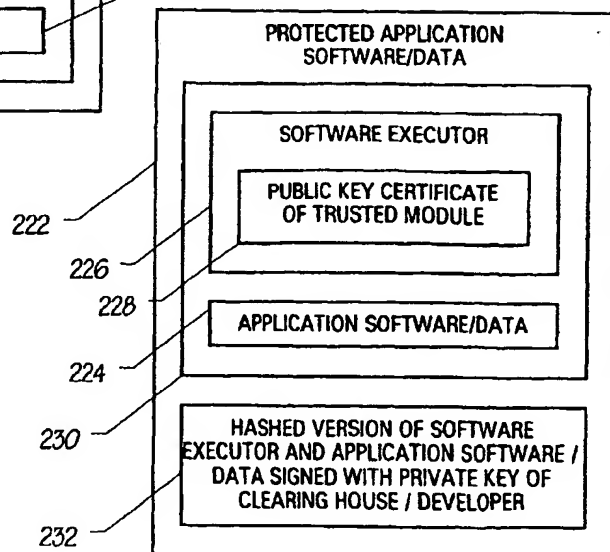 PROTECTED APPLICATION
SOFTWARE/DATA
SOFTWARE EXECUTOR
PUBLIC KEY CERTIFICATE
OF TRUSTED MODULE
222
226
228
APPLICATION SOFTWARE/DATA
224
230
HASHED VERSION OF SOFTWARE
EXECUTOR AND APPLICATION SOFTWARE /
DATA SIGNED WITH PRIVATE KEY OF
CLEARING HOUSE / DEVELOPER
232